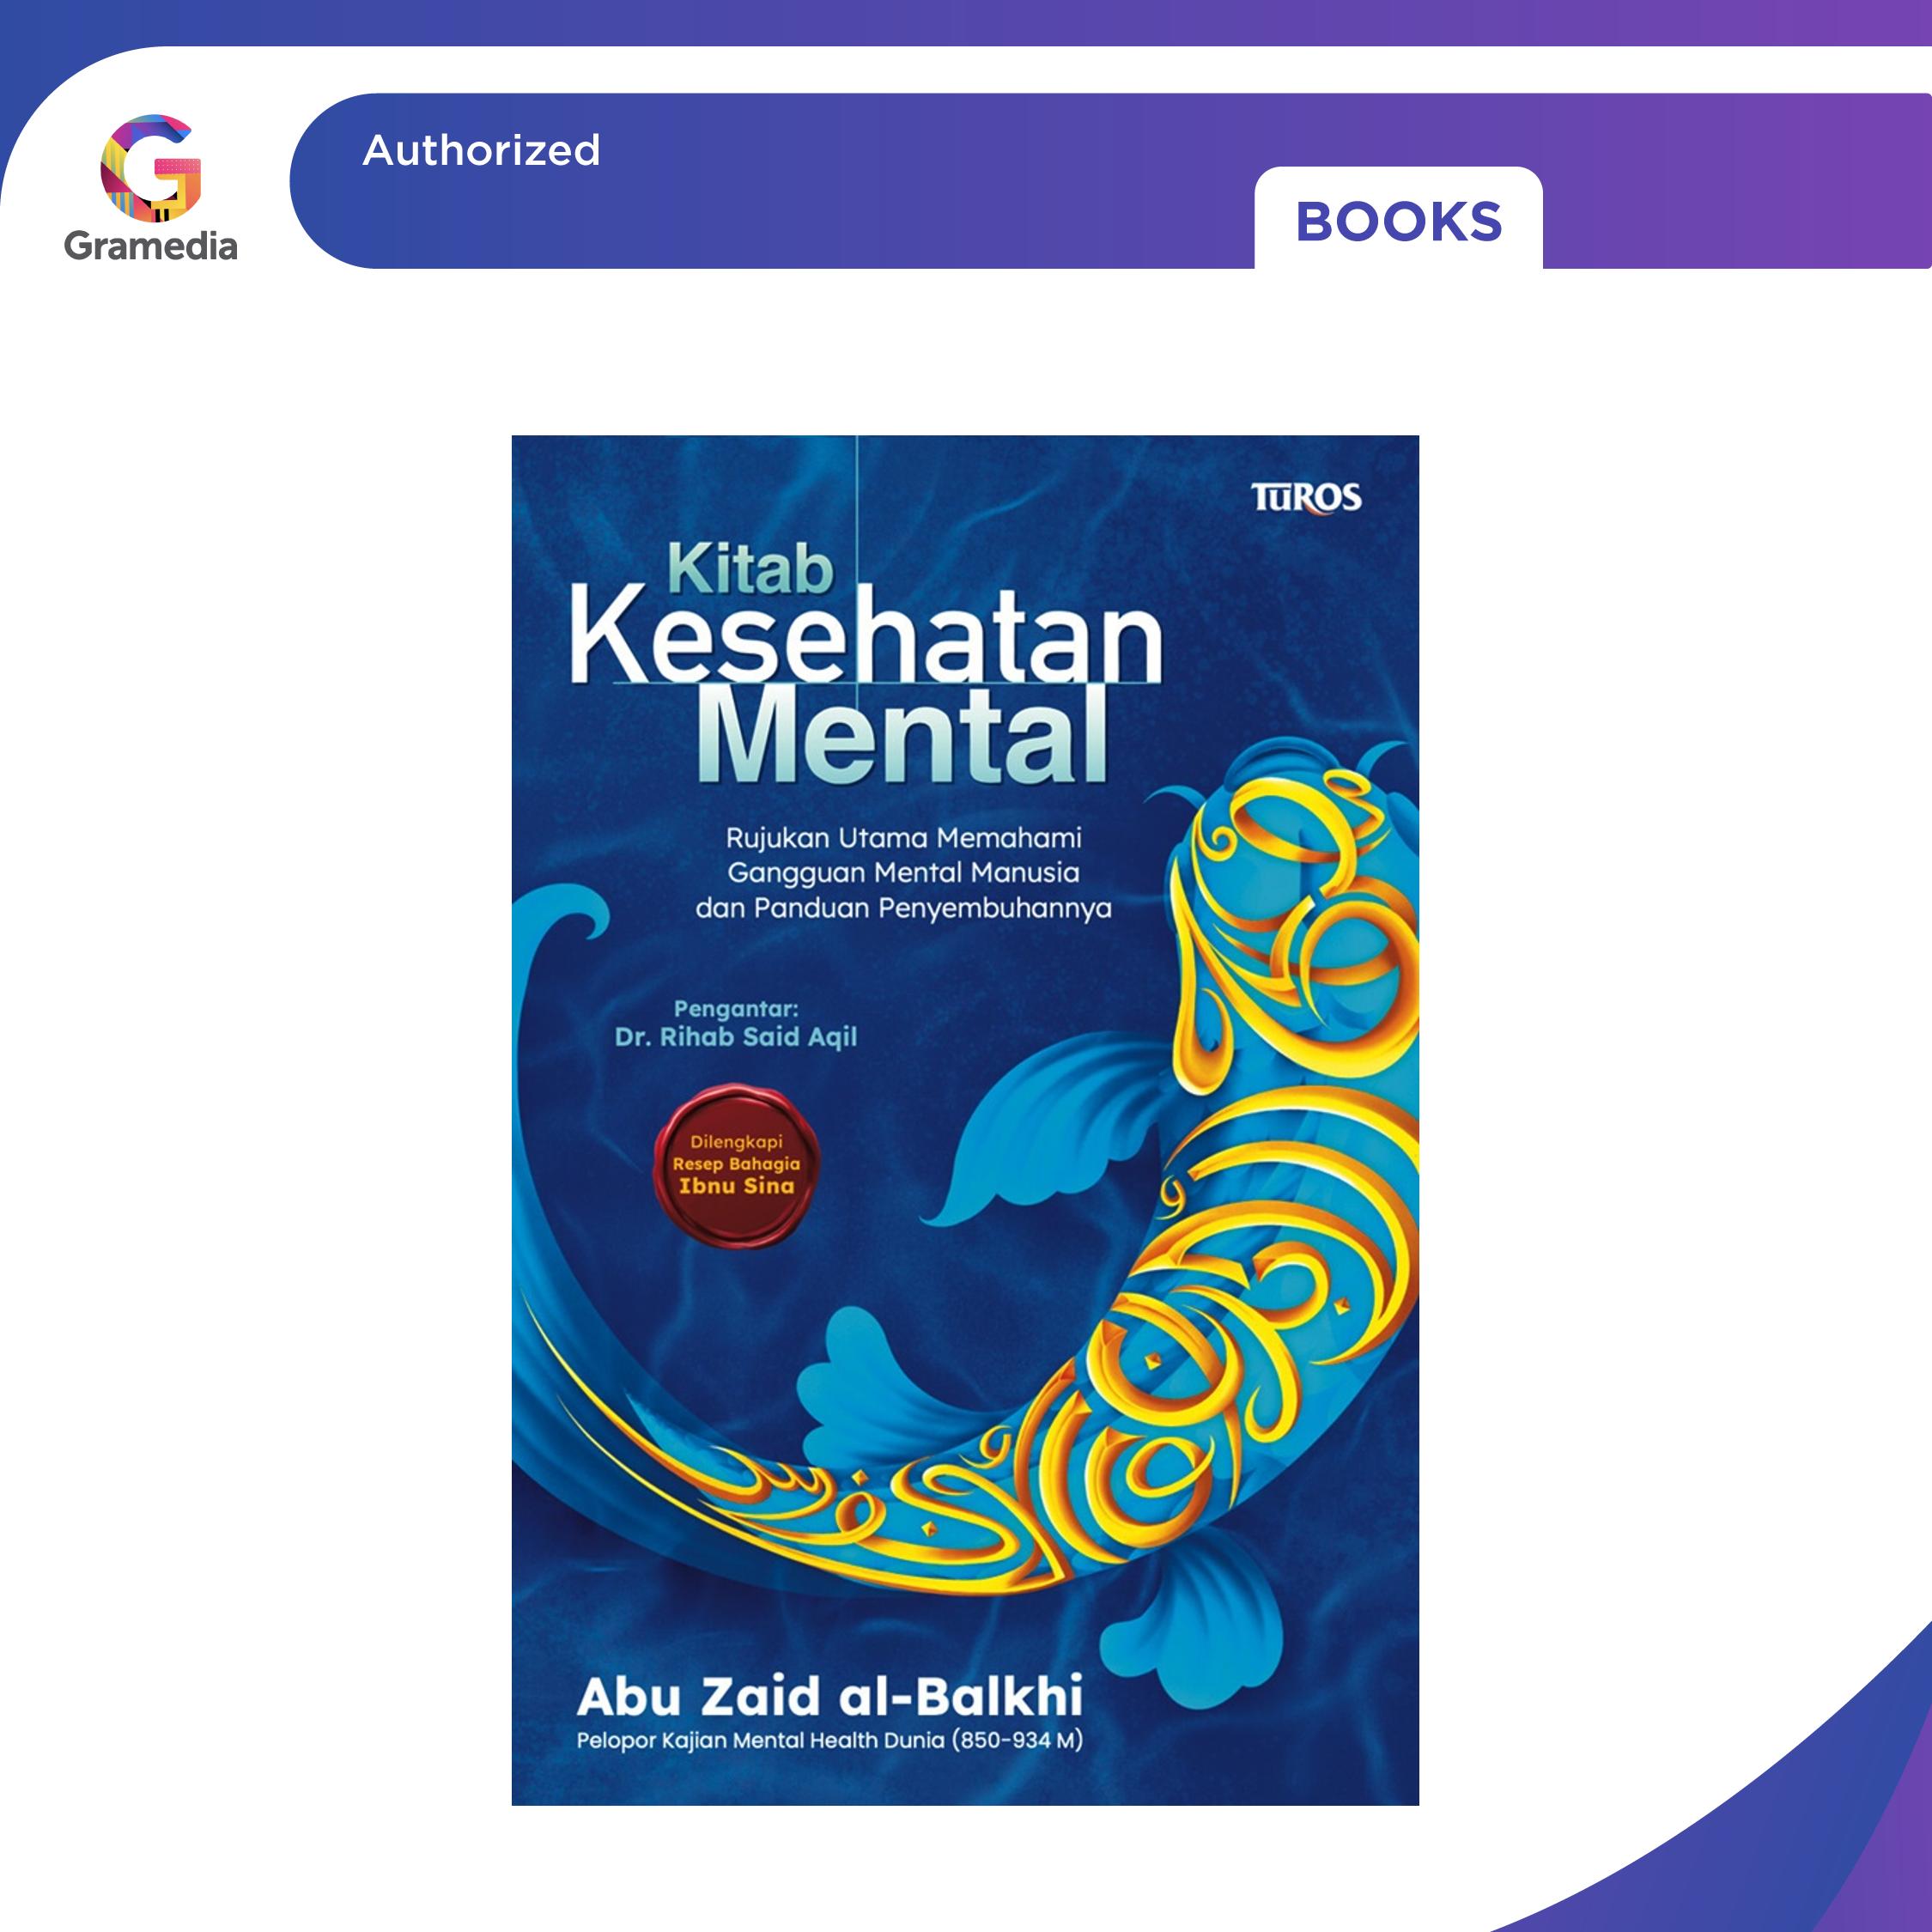 Gramedia
Authorized
BOOKS
TUROS
Kitab
Kesehatan
Mental
Rujukan Utama Memahami
Gangguan Mental Manusia
dan Panduan Penyembuhannya
Pengantar:
Dr. Rihab Said Aqil
Dilengkapi
Resep Bahagia
Ibnu Sina
Abu Zaid al-Balkhi
Pelopor Kajian Mental Health Dunia (850-934 M)